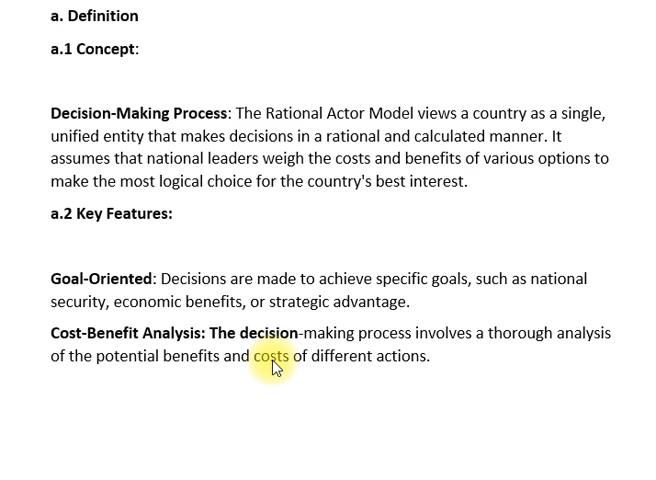 a. Definition
a.1 Concept:
Decision-Making Process: The Rational Actor Model views a country as a single,
unified entity that makes decisions in a rational and calculated manner. It
assumes that national leaders weigh the costs and benefits of various options to
make the most logical choice for the country's best interest.
a.2 Key Features:
Goal-Oriented: Decisions are made to achieve specific goals, such as national
security, economic benefits, or strategic advantage.
Cost-Benefit Analysis: The decision-making process involves a thorough analysis
of the potential benefits and costs of different actions.